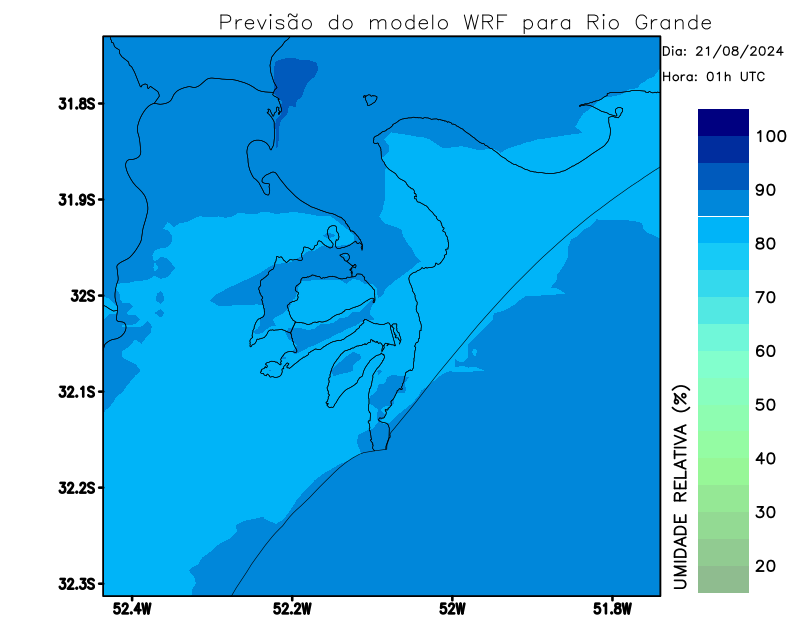 Previsão do modelo WRF para Rio Grande
Dia: 21/08/2024
Hora: 01h UTC
31.8S
31.9S
32S
32.1S
32.2S
32.3S
52.4W
52.2W
52W
51.8W
UMIDADE RELATIVA (%)
100
90
80
70
60
50
40
30
20